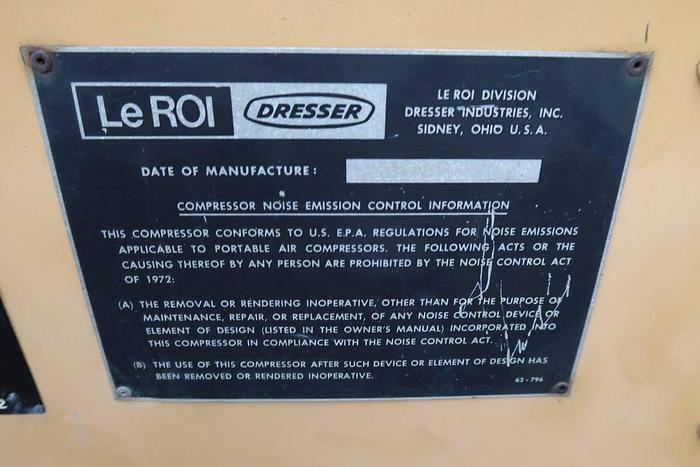 Le ROI
DRESSER
LE ROI DIVISION
DRESSER INDUSTRIES, INC.
SIDNEY, OHIO U.S.A.
DATE OF MANUFACTURE:
COMPRESSOR NOISE EMISSION CONTROL INFORMATION
THIS COMPRESSOR CONFORMS TO U.S. E.P.A. REGULATIONS FOR NOISE EMISSIONS
APPLICABLE TO PORTABLE AIR COMPRESSORS. THE FOLLOWING ACTS OR THE
CAUSING THEREOF BY ANY PERSON ARE PROHIBITED BY THE NOISE CONTROL ACT
OF 1972:
(A) THE REMOVAL OR RENDERING INOPERATIVE, OTHER THAN FOR THE PURPOSE OF
MAINTENANCE, REPAIR, OR REPLACEMENT, OF ANY NOISE CONTROL DEVICE OR
ELEMENT OF DESIGN (LISTED IN THE OWNER'S MANUAL) INCORPORATED INTO
THIS COMPRESSOR IN COMPLIANCE WITH THE NOISE CONTROL ACT.
(B) THE USE OF THIS COMPRESSOR AFTER SUCH DEVICE OR ELEMENT OF DESIGN HAS
BEEN REMOVED OR RENDERED INOPERATIVE.
62-796
2